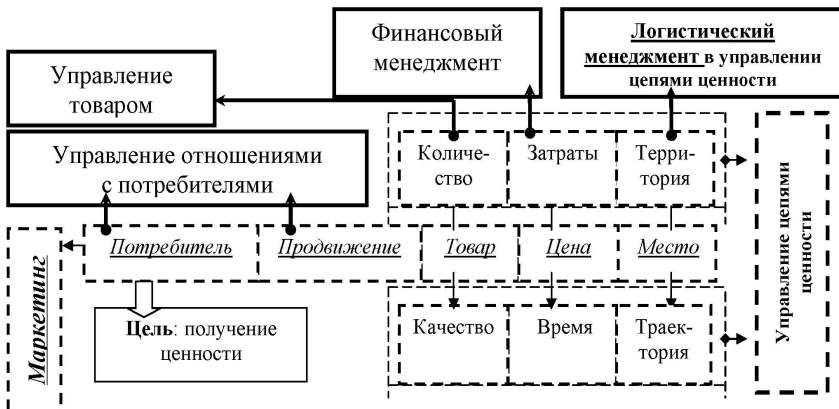 Финансовый
менеджмент
Логистический
менеджмент в управлении
цепями ценности
Управление
товаром
Управление отношениями
с потребителями
Количе-
ство
Затраты
Терри-
тория
Потребитель
Продвижение
Товар
Цена
Место
Маркетинг
Цель: получение
ценности
Качество
Время
Траек-
тория
Управление цепями
ценности